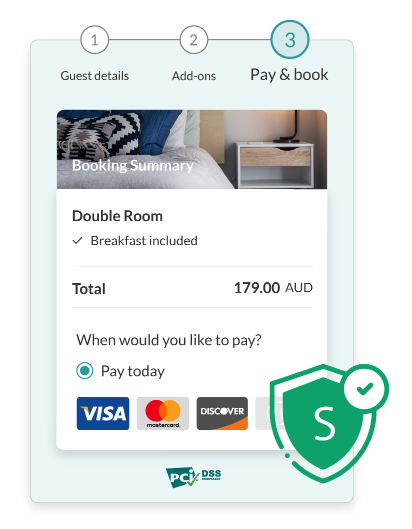 1
2
3
Guest details
Add-ons
Pay & book
Booking Summary
Double Room
Breakfast included
Total
179.00 AUD
When would you like to pay?
Pay today
VISA
mastercard.
DISCOVER
S
PCI DSS
COMPLIANT